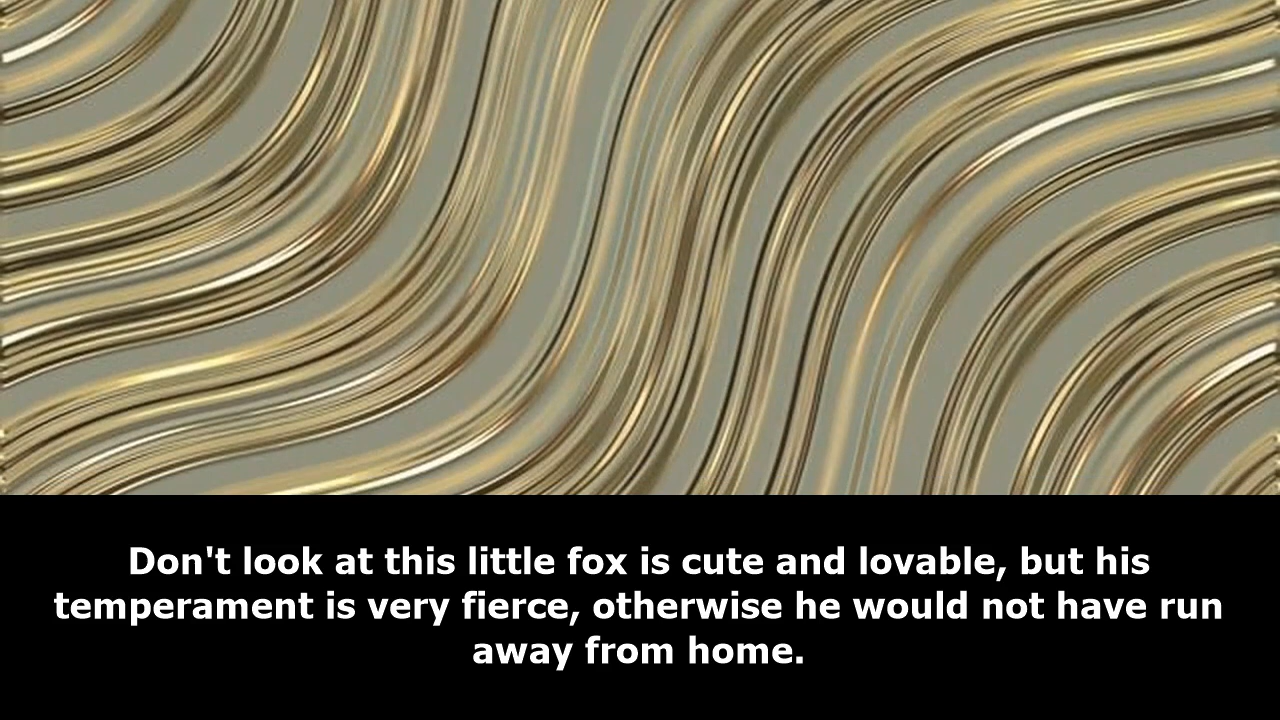 Don't look at this little fox is cute and lovable, but his
temperament is very fierce, otherwise he would not have run
away from home.